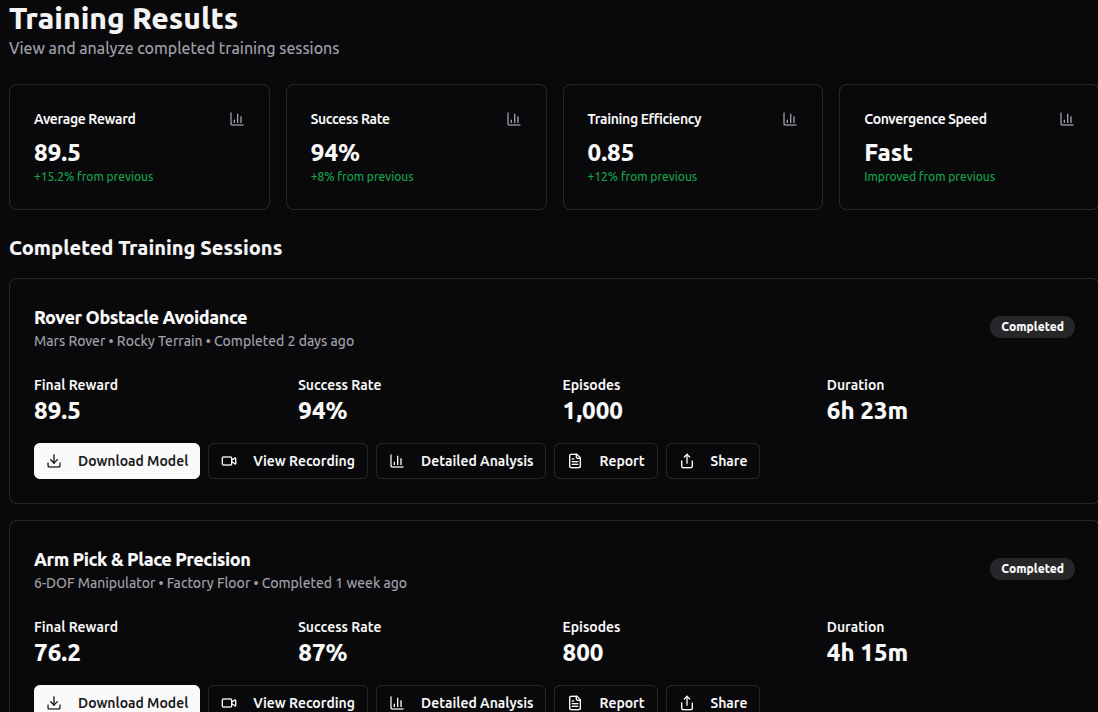 Training Results
View and analyze completed training sessions
Average Reward
89.5
+15.2% from previous
Success Rate
94%
+8% from previous
Training Efficiency
0.85
+12% from previous
Convergence Speed
Fast
Improved from previous
Completed Training Sessions
Rover Obstacle Avoidance
Mars Rover • Rocky Terrain • Completed 2 days ago
Completed
Final Reward
89.5
Success Rate
94%
Episodes
1,000
Duration
6h 23m
Download Model
View Recording
Detailed Analysis
Report
Share
Arm Pick & Place Precision
6-DOF Manipulator • Factory Floor • Completed 1 week ago
Completed
Final Reward
76.2
Success Rate
87%
Episodes
800
Duration
4h 15m
Download Model
View Recording
Detailed Analysis
Report
Share